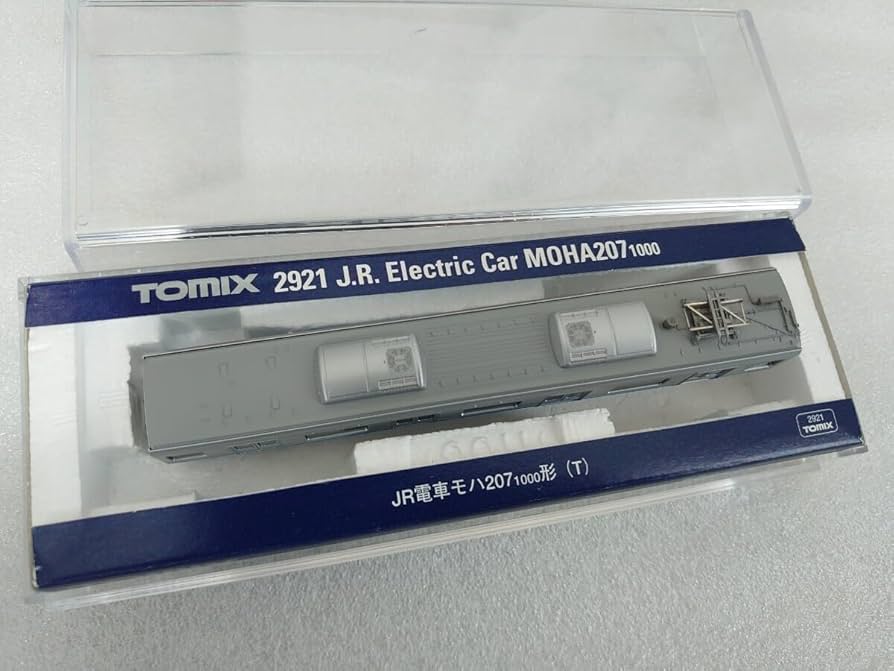 TOMIX 2921 J.R. Electric Car MOHA207 1000
2921
TOMIX
JR電車モハ2071000形（T）